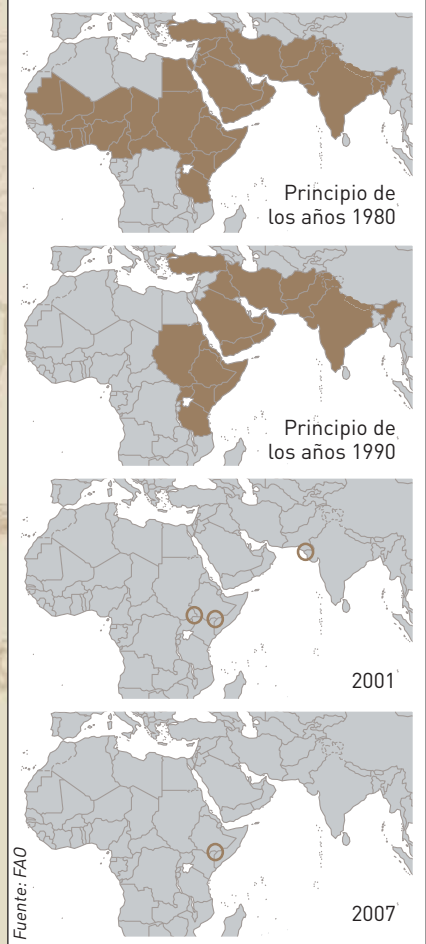 Principio de
los años 1980
Principio de
los años 1990
2001
2007
Fuente: FAO